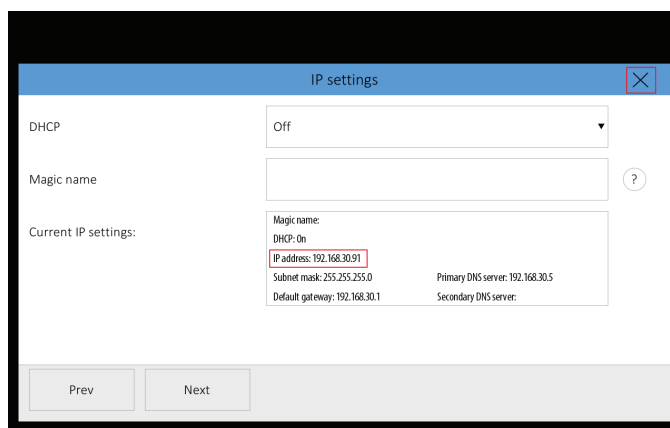 IP settings
DHCP
Off
Magic name
?
Current IP settings:
Magic name:
DHCP: On
IP address: 192.168.30.91
Subnet mask: 255.255.255.0
Primary DNS server: 192.168.30.5
Default gateway: 192.168.30.1
Secondary DNS server:
Prev
Next